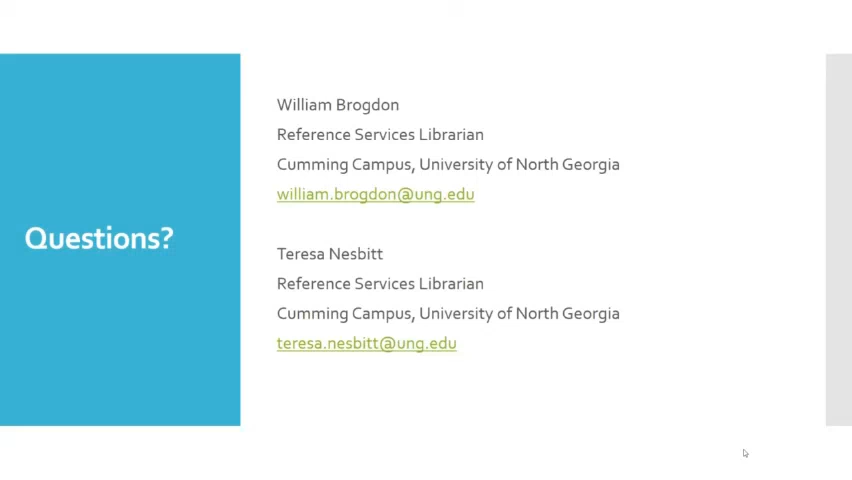 Questions?
William Brogdon
Reference Services Librarian
Cumming Campus, University of North Georgia
william.brogdon@ung.edu
Teresa Nesbitt
Reference Services Librarian
Cumming Campus, University of North Georgia
teresa.nesbitt@ung.edu